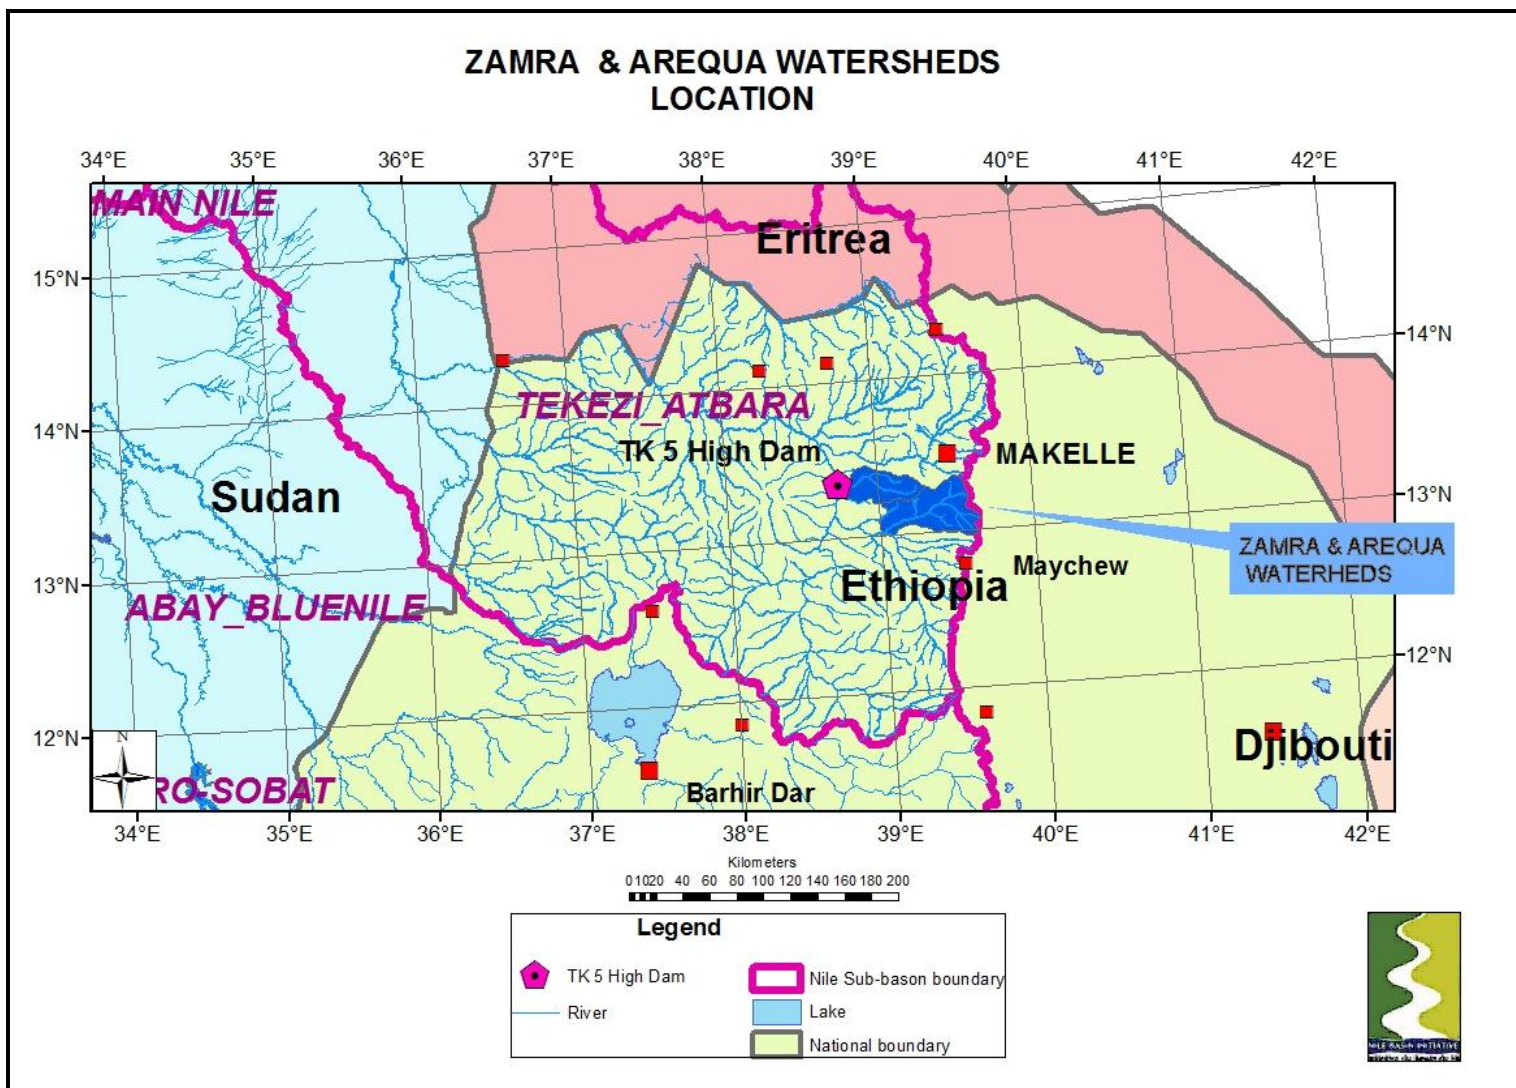 ZAMRA & AREQUA WATERSHEDS
LOCATION
34°E 35°E 36°E 37°E 38°E 39°E 40°E 41°E 42°E
MAIN NILE
Eritrea
15°N
14°N
TEKEZI_ATBARA
14°N
TK 5 High Dam
MAKELLE
Sudan
13°N
ZAMRA & AREQUA
WATERHEDS
Maychew
Ethiopia
13°N
ABAY_BLUENILE
12°N
12°N
N
Djibouti
RO-SOBAT
Barhir Dar
34°E 35°E 36°E 37°E 38°E 39°E 40°E 41°E 42°E
Kilometers
0 10 20 40 60 80 100 120 140 160 180 200
Legend
TK 5 High Dam
Nile Sub-bason boundary
River
Lake
National boundary
NILE BASIN INITIATIVE